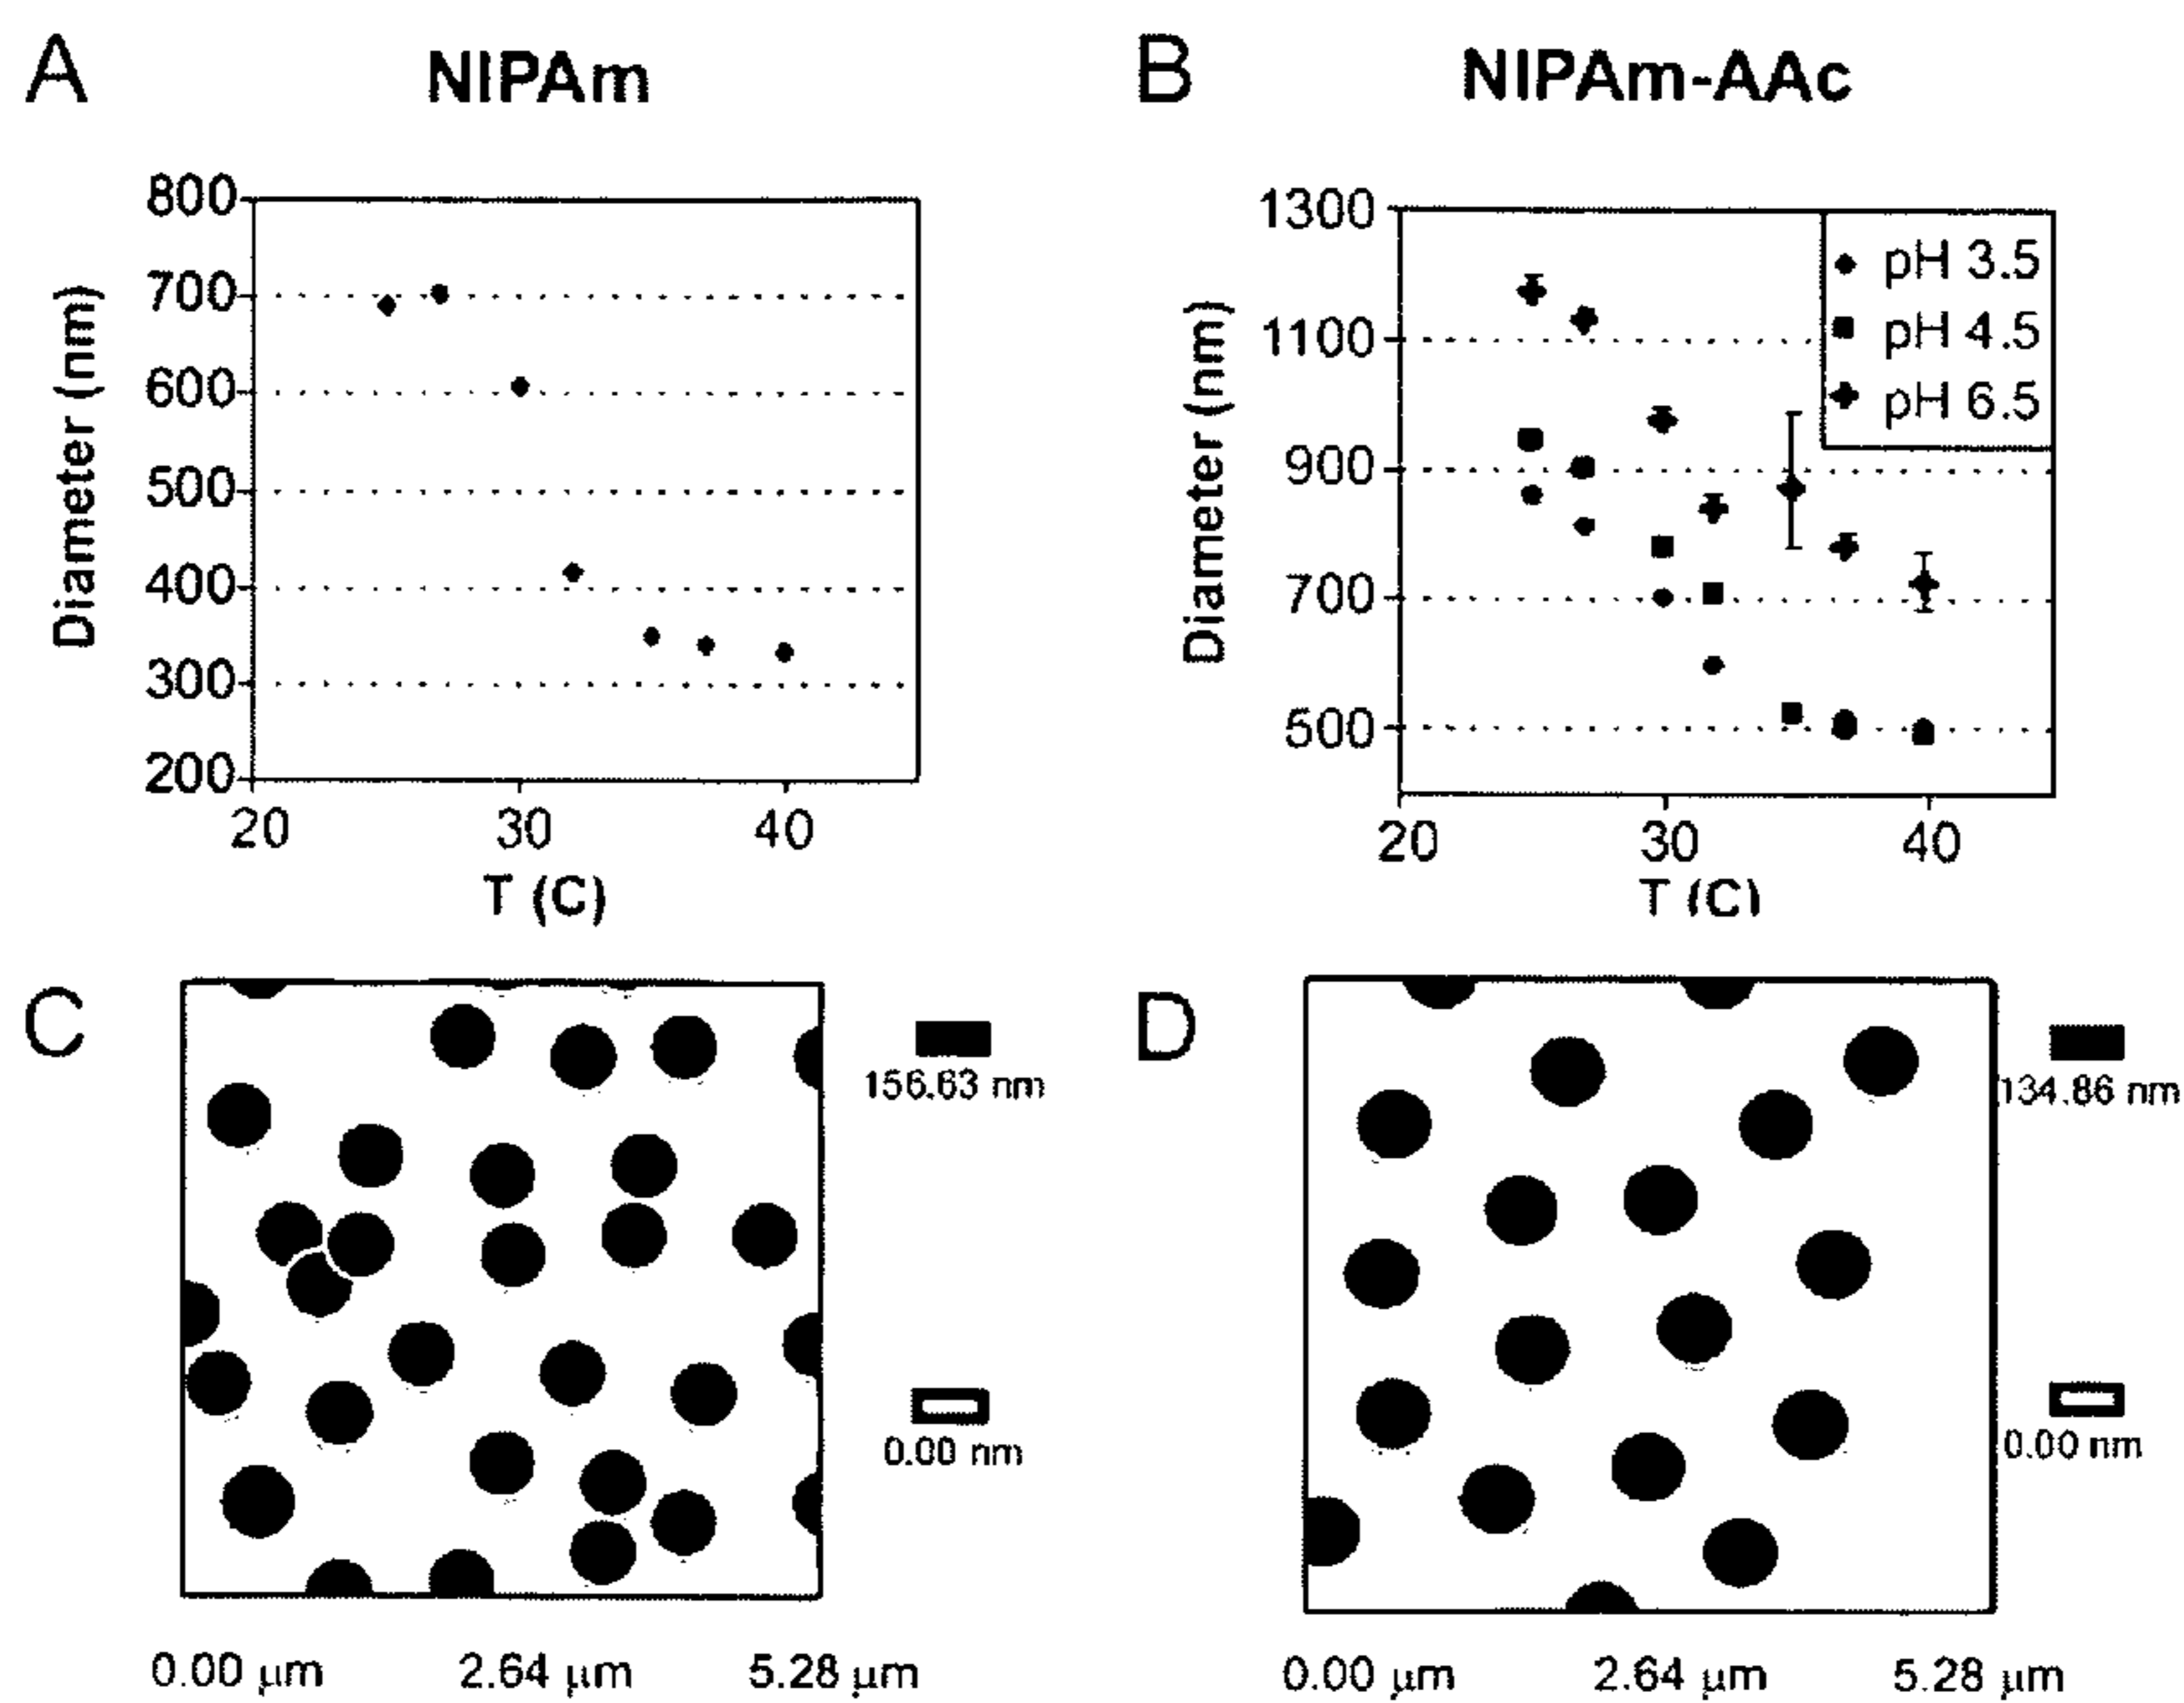 A
NIPAm
800
700
600
500
400
300
200
Diameter (nm)
20 30 40
T (C)
B
NIPAm-AAc
1300
1100
900
700
500
Diameter (nm)
pH 3.5
pH 4.5
pH 6.5
20 30 40
T (C)
C
156.63 nm
0.00 nm
0.00 μm 2.64 μm 5.28 μm
D
134.86 nm
0.00 nm
0.00 μm 2.64 μm 5.28 μm